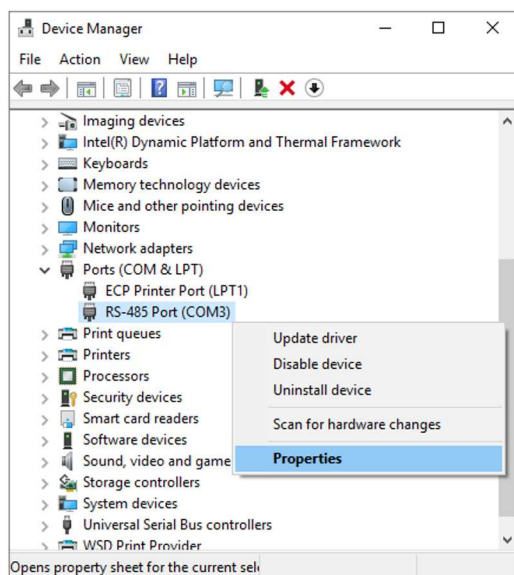 Device Manager
File Action View Help
Imaging devices
Intel(R) Dynamic Platform and Thermal Framework
Keyboards
Memory technology devices
Mice and other pointing devices
Monitors
Network adapters
Ports (COM & LPT)
ECP Printer Port (LPT1)
RS-485 Port (COM3)
Print queues
Printers
Processors
Security devices
Smart card readers
Software devices
Sound, video and game
Storage controllers
System devices
Universal Serial Bus controllers
WSD Print Provider
Update driver
Disable device
Uninstall device
Scan for hardware changes
Properties
Opens property sheet for the current sel